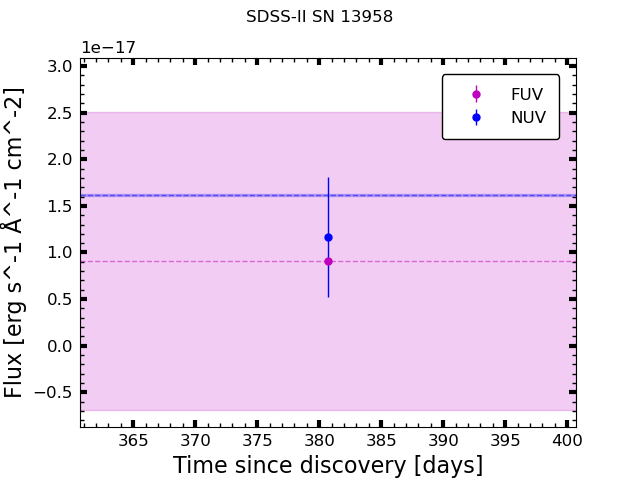 SDSS-II SN 13958
1e−17
3.0
2.5
2.0
1.5
1.0
0.5
0.0
−0.5
Flux [erg s^-1 Å^-1 cm^-2]
FUV
NUV
365 370 375 380 385 390 395 400
Time since discovery [days]